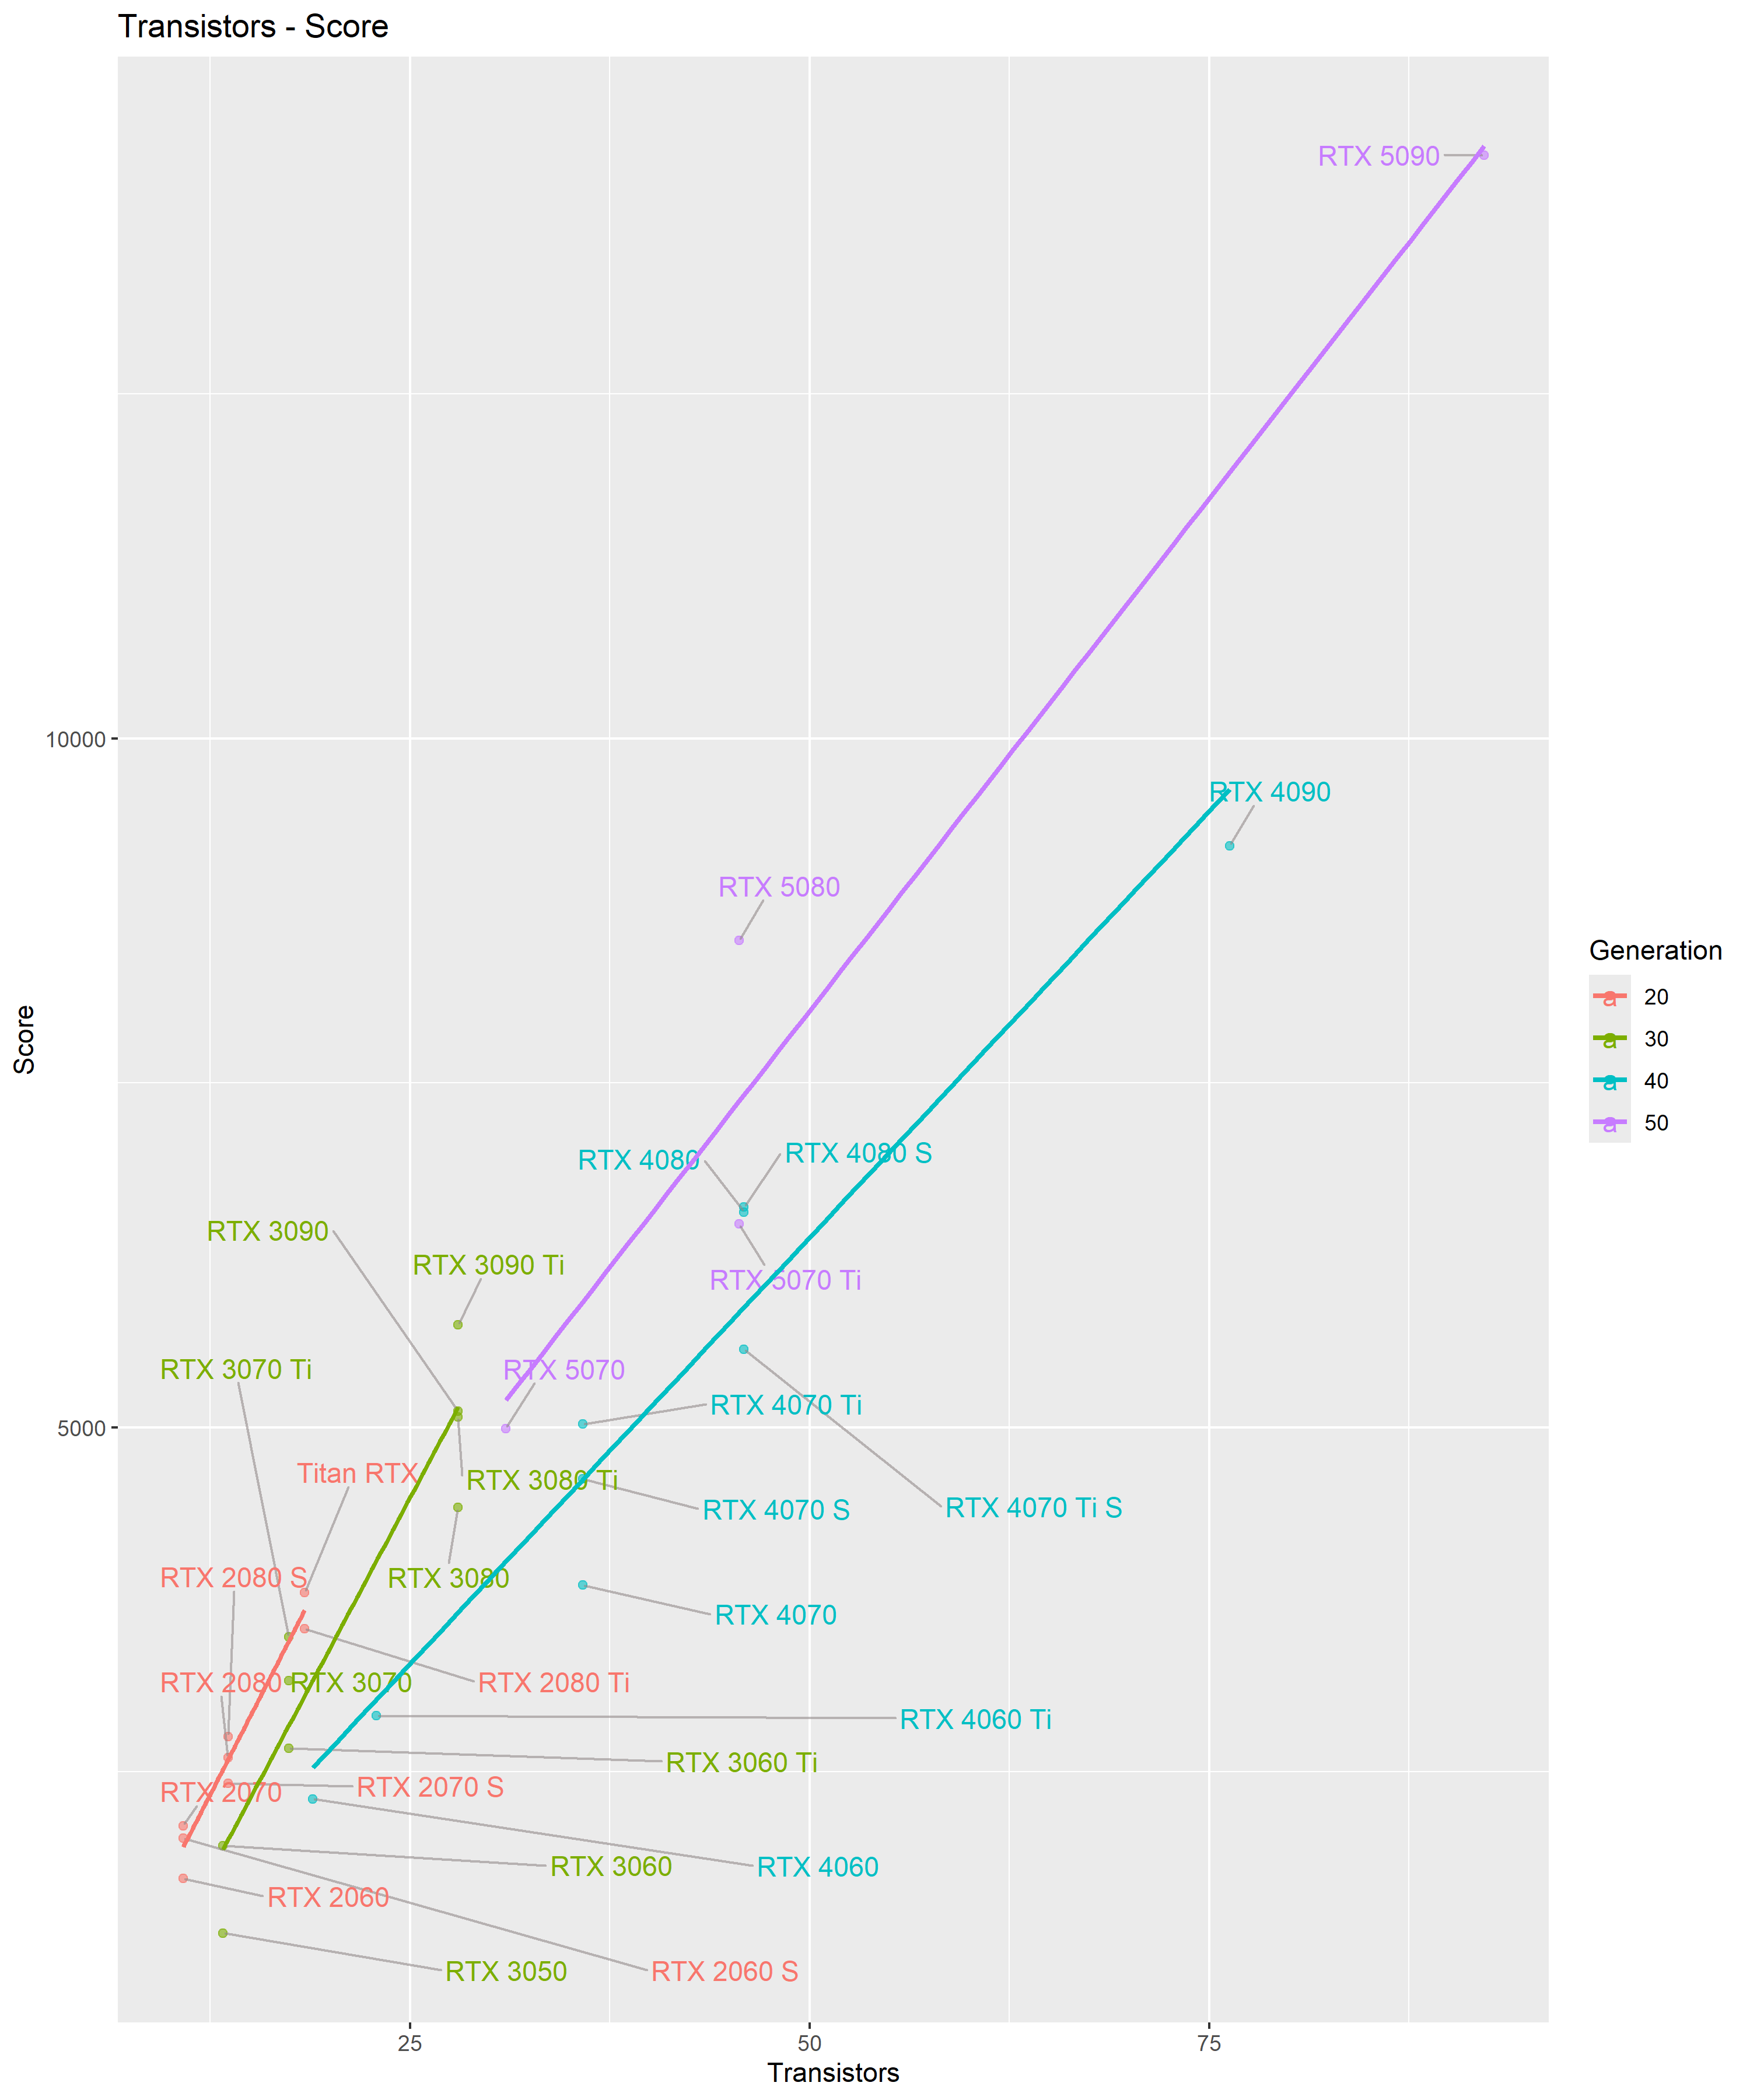 Transistors - Score
RTX 5090
10000
RTX 4090
RTX 5080
Score
Generation
a 20
a 30
a 40
a 50
RTX 4080
RTX 4080 S
RTX 3090
RTX 3090 Ti
RTX 5070 Ti
RTX 3070 Ti
RTX 5070
RTX 4070 Ti
5000
Titan RTX
RTX 3080 Ti
RTX 4070 S
RTX 4070 Ti S
RTX 2080 S
RTX 3080
RTX 4070
RTX 2080
RTX 3070
RTX 2080 Ti
RTX 4060 Ti
RTX 3060 Ti
RTX 2070
RTX 2070 S
RTX 3060
RTX 4060
RTX 2060
RTX 3050
RTX 2060 S
25
50
75
Transistors